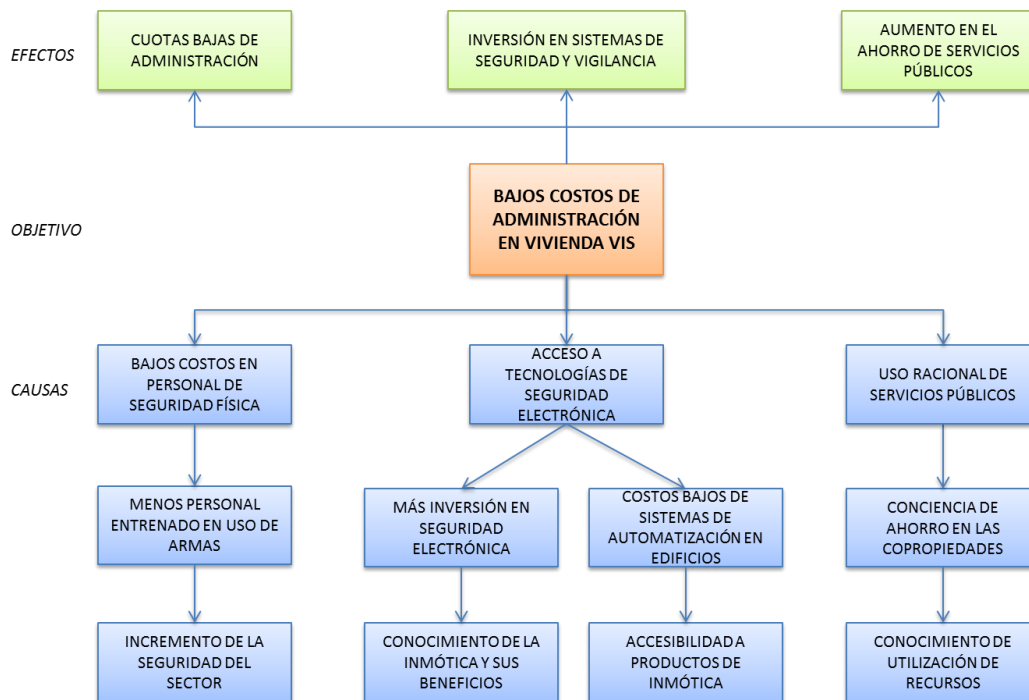 EFECTOS
CUOTAS BAJAS DE
ADMINISTRACIÓN
INVERSIÓN EN SISTEMAS DE
SEGURIDAD Y VIGILANCIA
AUMENTO EN EL
AHORRO DE SERVICIOS
PÚBLICOS
OBJETIVO
BAJOS COSTOS DE
ADMINISTRACIÓN
EN VIVIENDA VIS
CAUSAS
BAJOS COSTOS EN
PERSONAL DE
SEGURIDAD FÍSICA
ACCESO A
TECNOLOGÍAS DE
SEGURIDAD
ELECTRÓNICA
USO RACIONAL DE
SERVICIOS PÚBLICOS
MENOS PERSONAL
ENTRENADO EN USO DE
ARMAS
MÁS INVERSIÓN EN
SEGURIDAD
ELECTRÓNICA
COSTOS BAJOS DE
SISTEMAS DE
AUTOMATIZACIÓN EN
EDIFICIOS
CONCIENCIA DE
AHORRO EN LAS
COPROPIEDADES
INCREMENTO DE LA
SEGURIDAD DEL
SECTOR
CONOCIMIENTO DE LA
INMÓTICA Y SUS
BENEFICIOS
ACCESIBILIDAD A
PRODUCTOS DE
INMÓTICA
CONOCIMIENTO DE
UTILIZACIÓN DE
RECURSOS